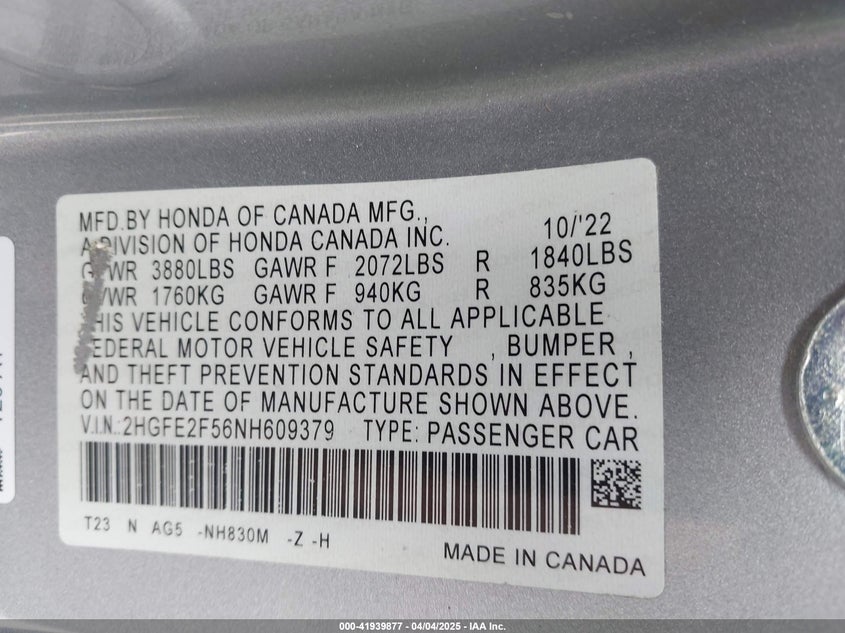 MFD.BY HONDA OF CANADA MFG., 10/'22
A DIVISION OF HONDA CANADA INC.
GVWR 3880LBS GAWR F 2072LBS R 1840LBS
GVWR 1760KG GAWR F 940KG R 835KG
THIS VEHICLE CONFORMS TO ALL APPLICABLE
FEDERAL MOTOR VEHICLE SAFETY , BUMPER ,
AND THEFT PREVENTION STANDARDS IN EFFECT
ON THE DATE OF MANUFACTURE SHOWN ABOVE.
V.I.N.:2HGFE2F56NH609379 TYPE: PASSENGER CAR
T23 N AG5 -NH830M -Z -H
MADE IN CANADA
000-41939877 | 04/04/2025 | IAA Inc.